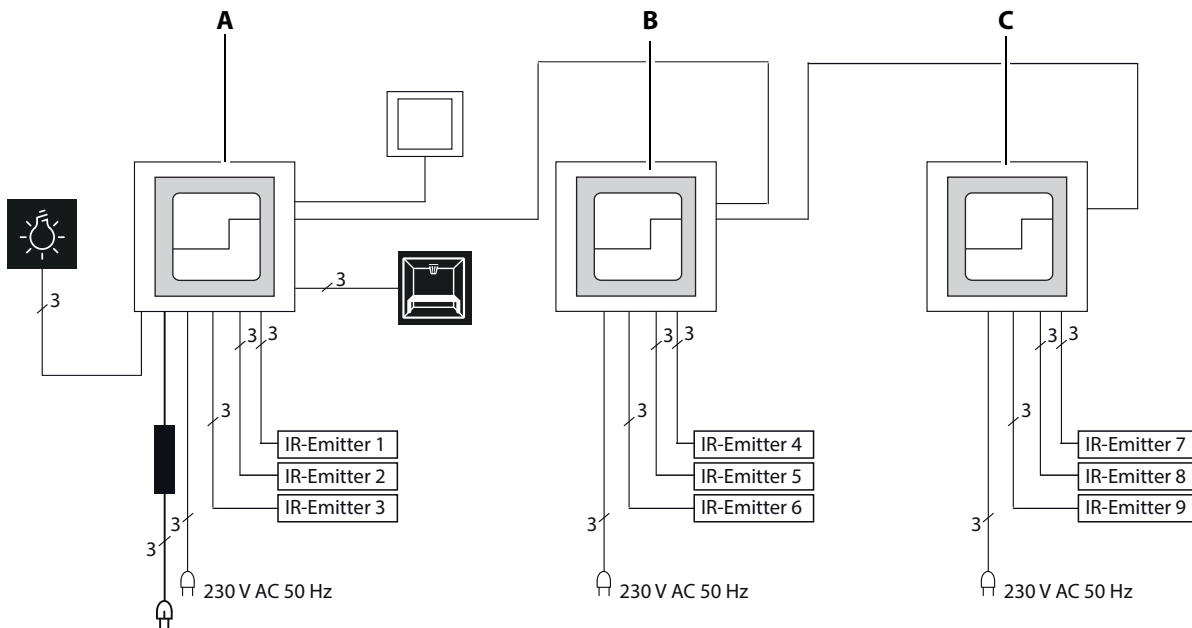 A
B
C
3
3
3 3
3 3
3 3
3
3
3
IR-Emitter 1
IR-Emitter 4
IR-Emitter 7
IR-Emitter 2
IR-Emitter 5
IR-Emitter 8
IR-Emitter 3
IR-Emitter 6
IR-Emitter 9
3
3
3
3
230 V AC 50 Hz
230 V AC 50 Hz
230 V AC 50 Hz